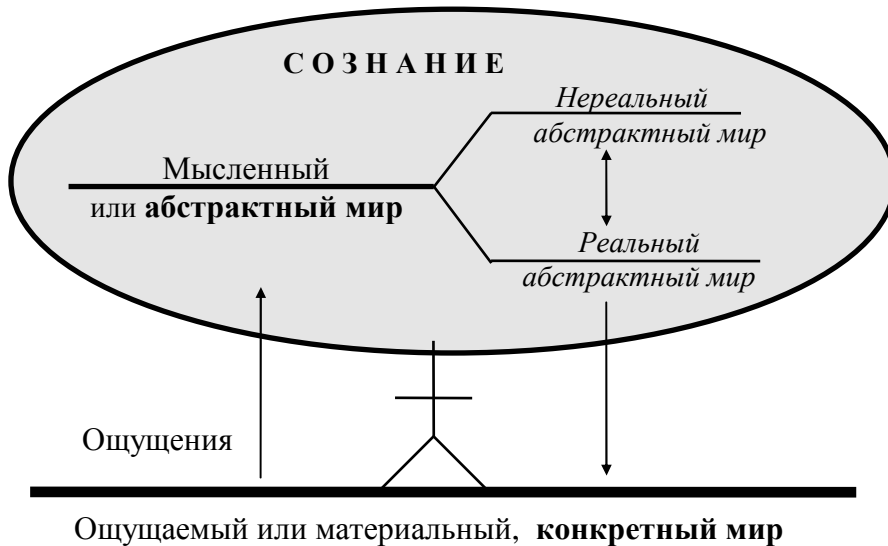 С О З Н А Н И Е
Нереальный
абстрактный мир
Мысленный
или абстрактный мир
Реальный
абстрактный мир
Ощущения
Ощущаемый или материальный, конкретный мир